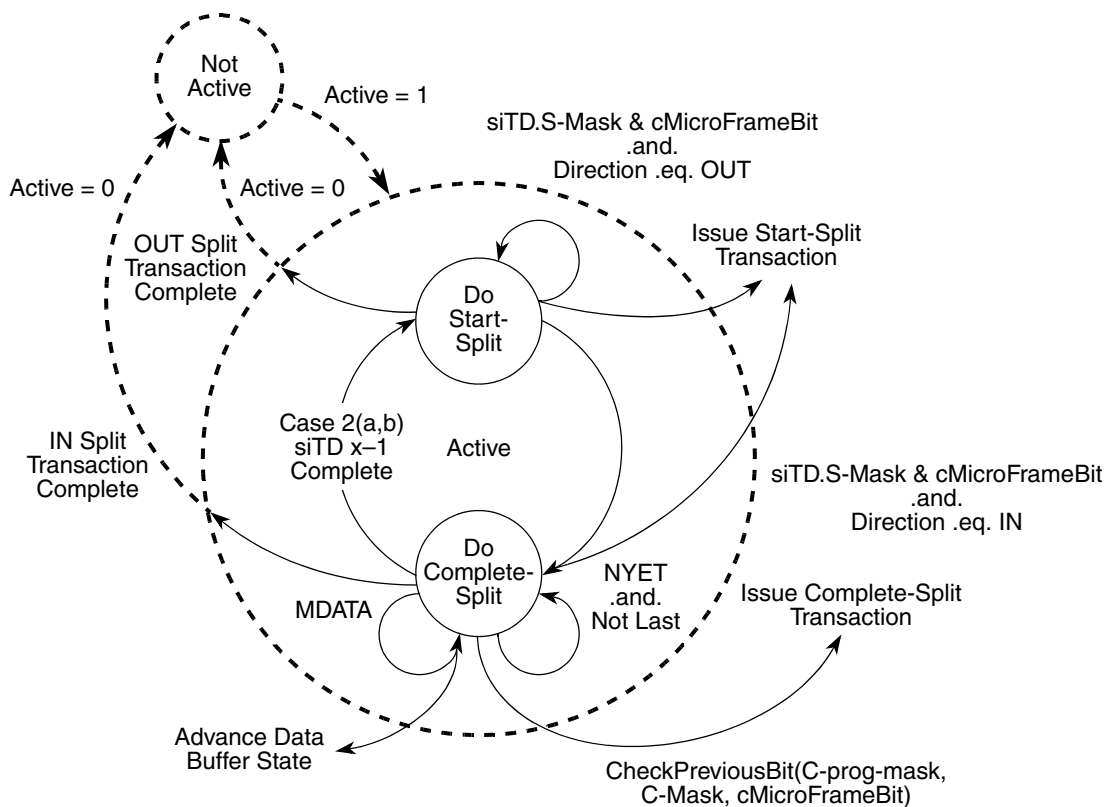 Not
Active
Active = 1
siTD.S-Mask & cMicroFrameBit
.and.
Direction .eq. OUT
Active = 0
Active = 0
OUT Split
Transaction
Complete
Issue Start-Split
Transaction
Do
Start-
Split
Case 2(a,b)
siTD x–1
Complete
Active
IN Split
Transaction
Complete
siTD.S-Mask & cMicroFrameBit
.and.
Direction .eq. IN
Do
Complete-
Split
MDATA
NYET
.and.
Not Last
Issue Complete-Split
Transaction
Advance Data
Buffer State
CheckPreviousBit(C-prog-mask,
C-Mask, cMicroFrameBit)